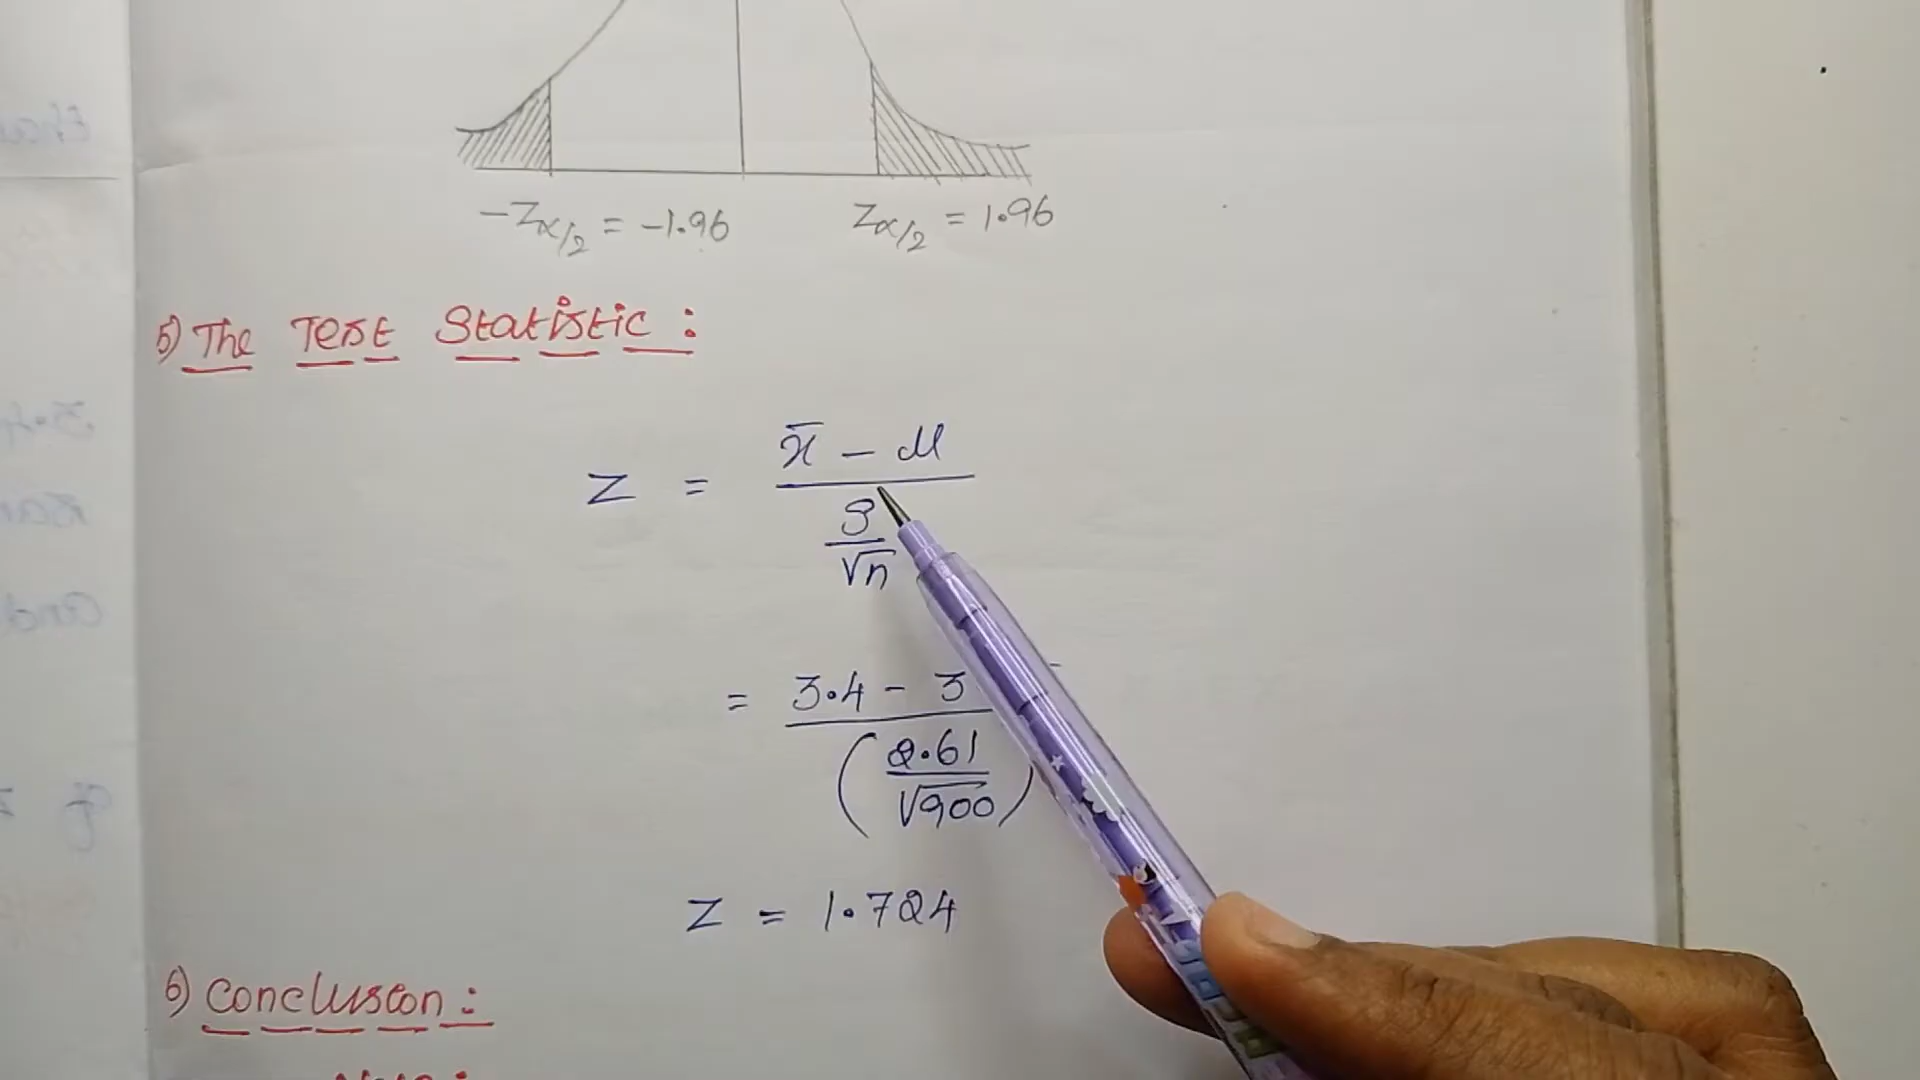 -Zα/2 = -1.96 Zα/2 = 1.96
5) The Test Statistic:
Z = x̄ - μ
S
√n
= 3.4 - 3
2.61
√900
Z = 1.724
6) Conclusion: